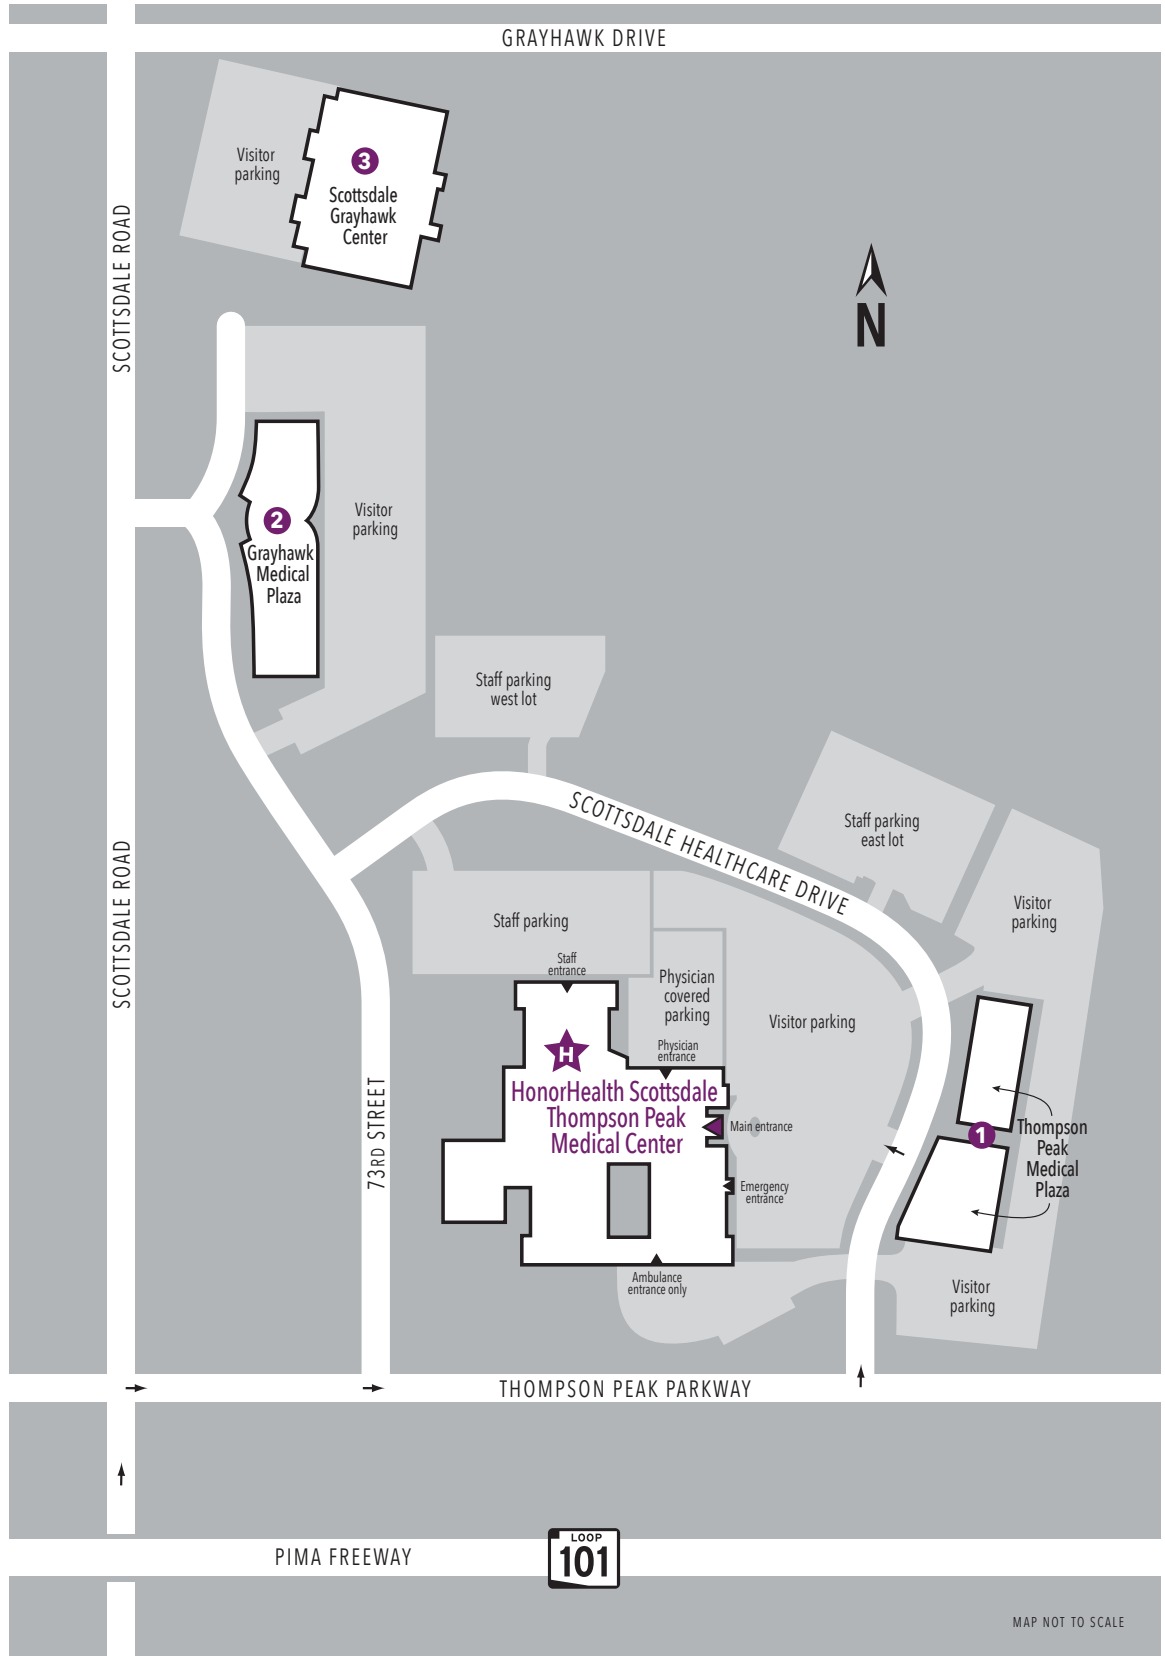 GRAYHAWK DRIVE
Visitor
parking
3
Scottsdale
Grayhawk
Center
SCOTTSDALE ROAD
N
2
Grayhawk
Medical
Plaza
Visitor
parking
Staff parking
west lot
SCOTTSDALE HEALTHCARE DRIVE
Staff parking
east lot
Visitor
parking
SCOTTSDALE ROAD
Staff parking
Staff
entrance
Physician
covered
parking
Visitor parking
Physician
entrance
H
HonorHealth Scottsdale
Thompson Peak
Medical Center
Main entrance
Emergency
entrance
Ambulance
entrance only
73RD STREET
1
Thompson
Peak
Medical
Plaza
Visitor
parking
THOMPSON PEAK PARKWAY
PIMA FREEWAY
LOOP
101
MAP NOT TO SCALE